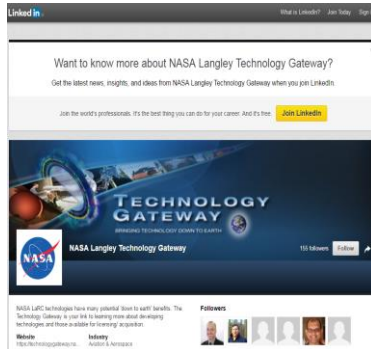 Linked in
What is LinkedIn? Join Today Sign
Want to know more about NASA Langley Technology Gateway?
Get the latest news, insights, and ideas from NASA Langley Technology Gateway when you join LinkedIn.
Join the world's professionals. It's the best thing you can do for your career. And it's free. Join LinkedIn
TECHNOLOGY
GATEWAY
BRINGING TECHNOLOGY DOWN TO EARTH
NASA
NASA Langley Technology Gateway
followers Follow
NASA LaRC technologies have many potential 'down to earth' benefits. The
Technology Gateway is your link to learning more about developing
technologies and those available for licensing/ acquisition.
Followers
Website Industry
Aviation & Aerospace